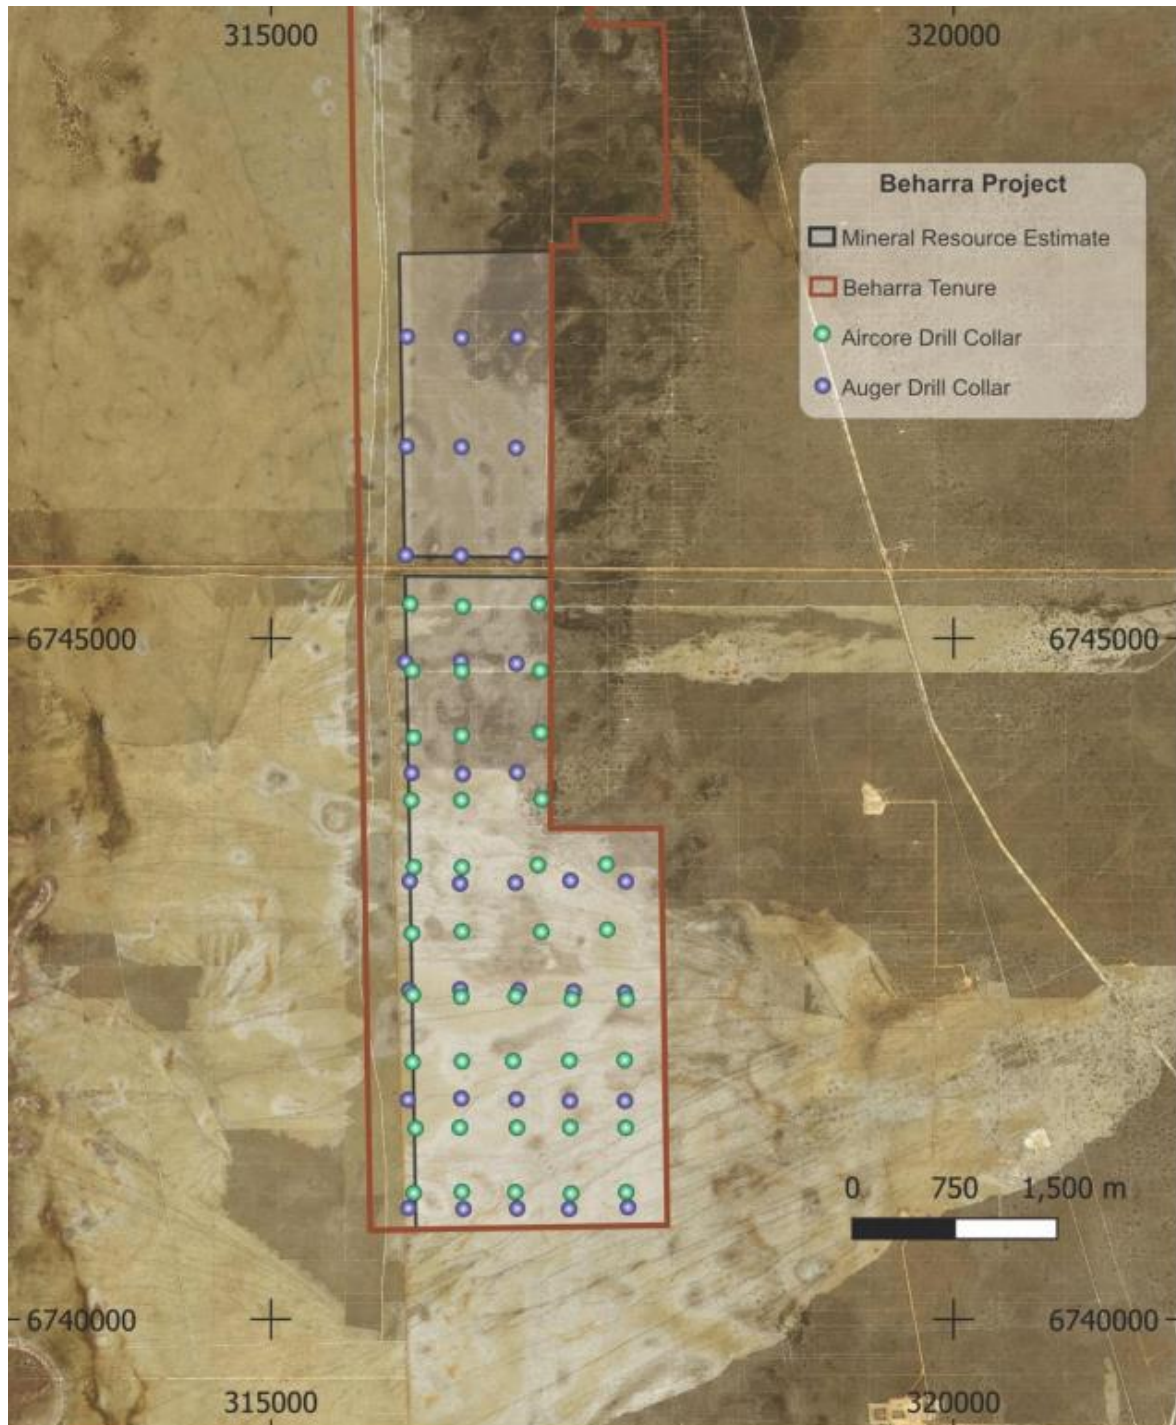 315000 320000
Beharra Project
Mineral Resource Estimate
Beharra Tenure
Aircore Drill Collar
Auger Drill Collar
6745000 6745000
0 750 1,500 m
6740000 6740000
315000 320000